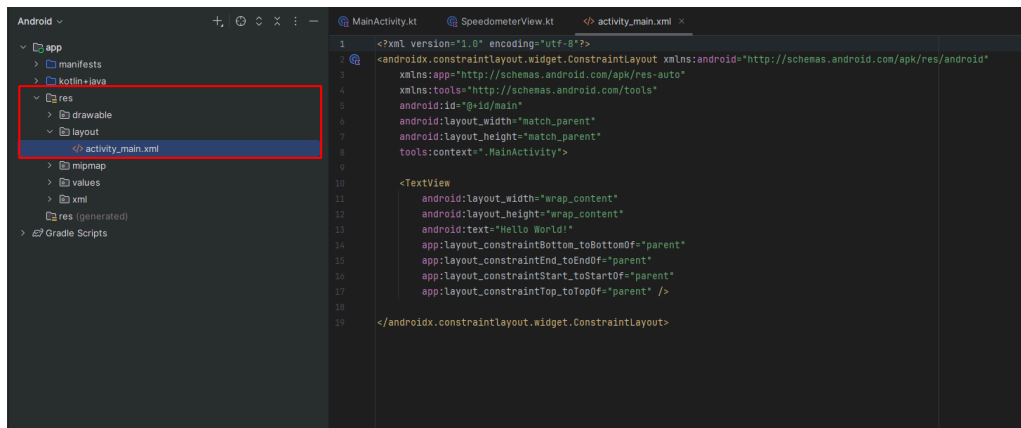 Android
MainActivity.kt
SpeedometerView.kt
</> activity_main.xml
app
manifests
kotlin+java
res
drawable
layout
</> activity_main.xml
mipmap
values
xml
res (generated)
Gradle Scripts
1 <?xml version="1.0" encoding="utf-8"?>
2 <androidx.constraintlayout.widget.ConstraintLayout xmlns:android="http://schemas.android.com/apk/res/android"
3 xmlns:app="http://schemas.android.com/apk/res-auto"
4 xmlns:tools="http://schemas.android.com/tools"
5 android:id="@+id/main"
6 android:layout_width="match_parent"
7 android:layout_height="match_parent"
8 tools:context=".MainActivity">
9
10 <TextView
11 android:layout_width="wrap_content"
12 android:layout_height="wrap_content"
13 android:text="Hello World!"
14 app:layout_constraintBottom_toBottomOf="parent"
15 app:layout_constraintEnd_toEndOf="parent"
16 app:layout_constraintStart_toStartOf="parent"
17 app:layout_constraintTop_toTopOf="parent" />
18
19 </androidx.constraintlayout.widget.ConstraintLayout>